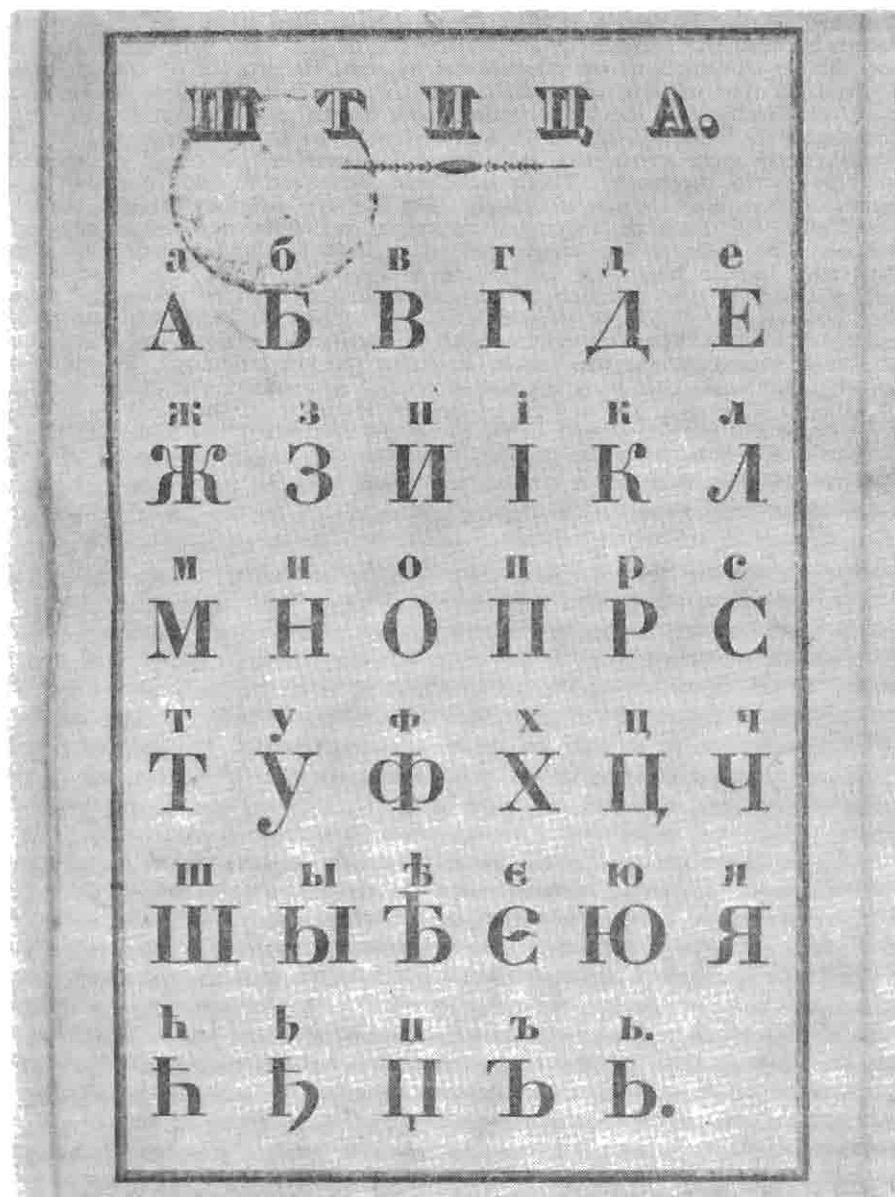 ШТИЦА.
а б в г д е
А Б В Г Д Е
ж з и і к л
Ж З И І К Л
м н о п р с
М Н О П Р С
т у ф х ц ч
Т У Ф Х Ц Ч
ш ы ѣ є ю я
Ш Ы Ѣ Є Ю Я
ћ ђ џ ъ ь.
Ћ Ђ Џ Ъ Ь.